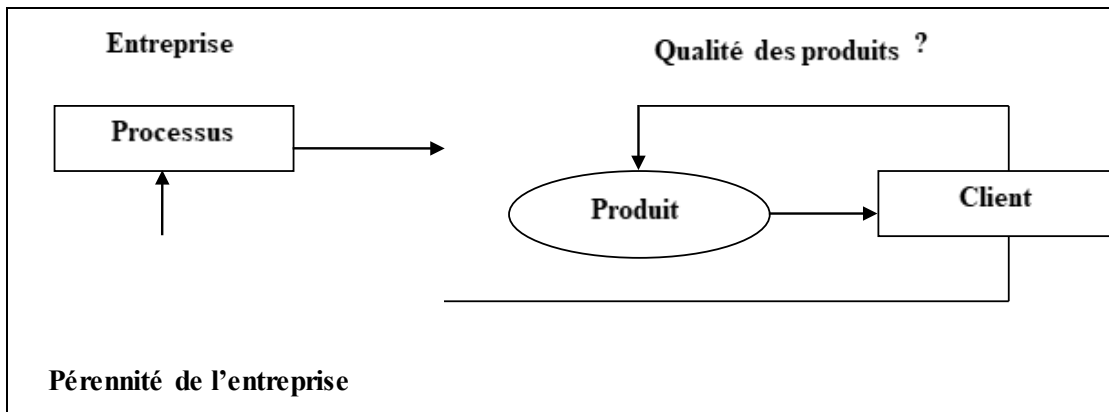 Entreprise
Qualité des produits ?
Processus
Produit
Client
Pérennité de l’entreprise